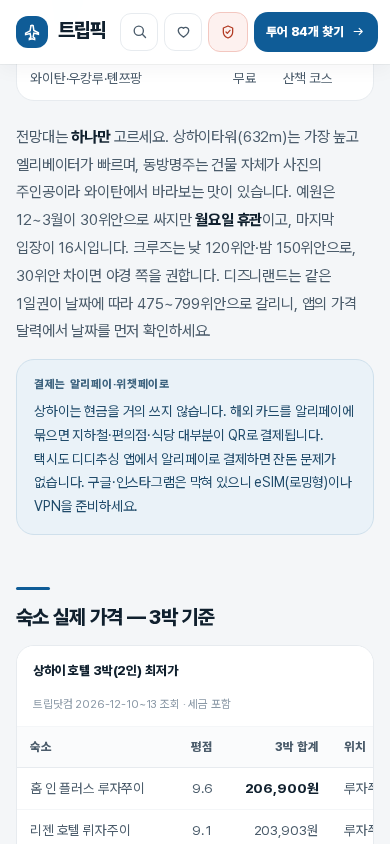 트립픽
투어 84개 찾기 →
와이탄·우캉루·톈쯔팡 무료 산책 코스
전망대는 하나만 고르세요. 상하이타워(632m)는 가장 높고
엘리베이터가 빠르며, 동방명주는 건물 자체가 사진의
주인공이라 와이탄에서 바라보는 맛이 있습니다. 예원은
12~3월이 30위안으로 싸지만 월요일 휴관이고, 마지막
입장이 16시입니다. 크루즈는 낮 120위안·밤 150위안으로,
30위안 차이면 야경 쪽을 권합니다. 디즈니랜드는 같은
1일권이 날짜에 따라 475~799위안으로 갈리니, 앱의 가격
달력에서 날짜를 먼저 확인하세요.
결제는 알리페이·위챗페이로
상하이는 현금을 거의 쓰지 않습니다. 해외 카드를 알리페이에
묶으면 지하철·편의점·식당 대부분이 QR로 결제됩니다.
택시도 디디추싱 앱에서 알리페이로 결제하면 잔돈 문제가
없습니다. 구글·인스타그램은 막혀 있으니 eSIM(로밍형)이나
VPN을 준비하세요.
숙소 실제 가격 — 3박 기준
상하이 호텔 3박(2인) 최저가
트립닷컴 2026-12-10~13 조회 · 세금 포함
숙소 평점 3박 합계 위치
홈 인 플러스 루자쭈이 9.6 206,900원
리젠 호텔 뤼자주이 9.1 203,903원